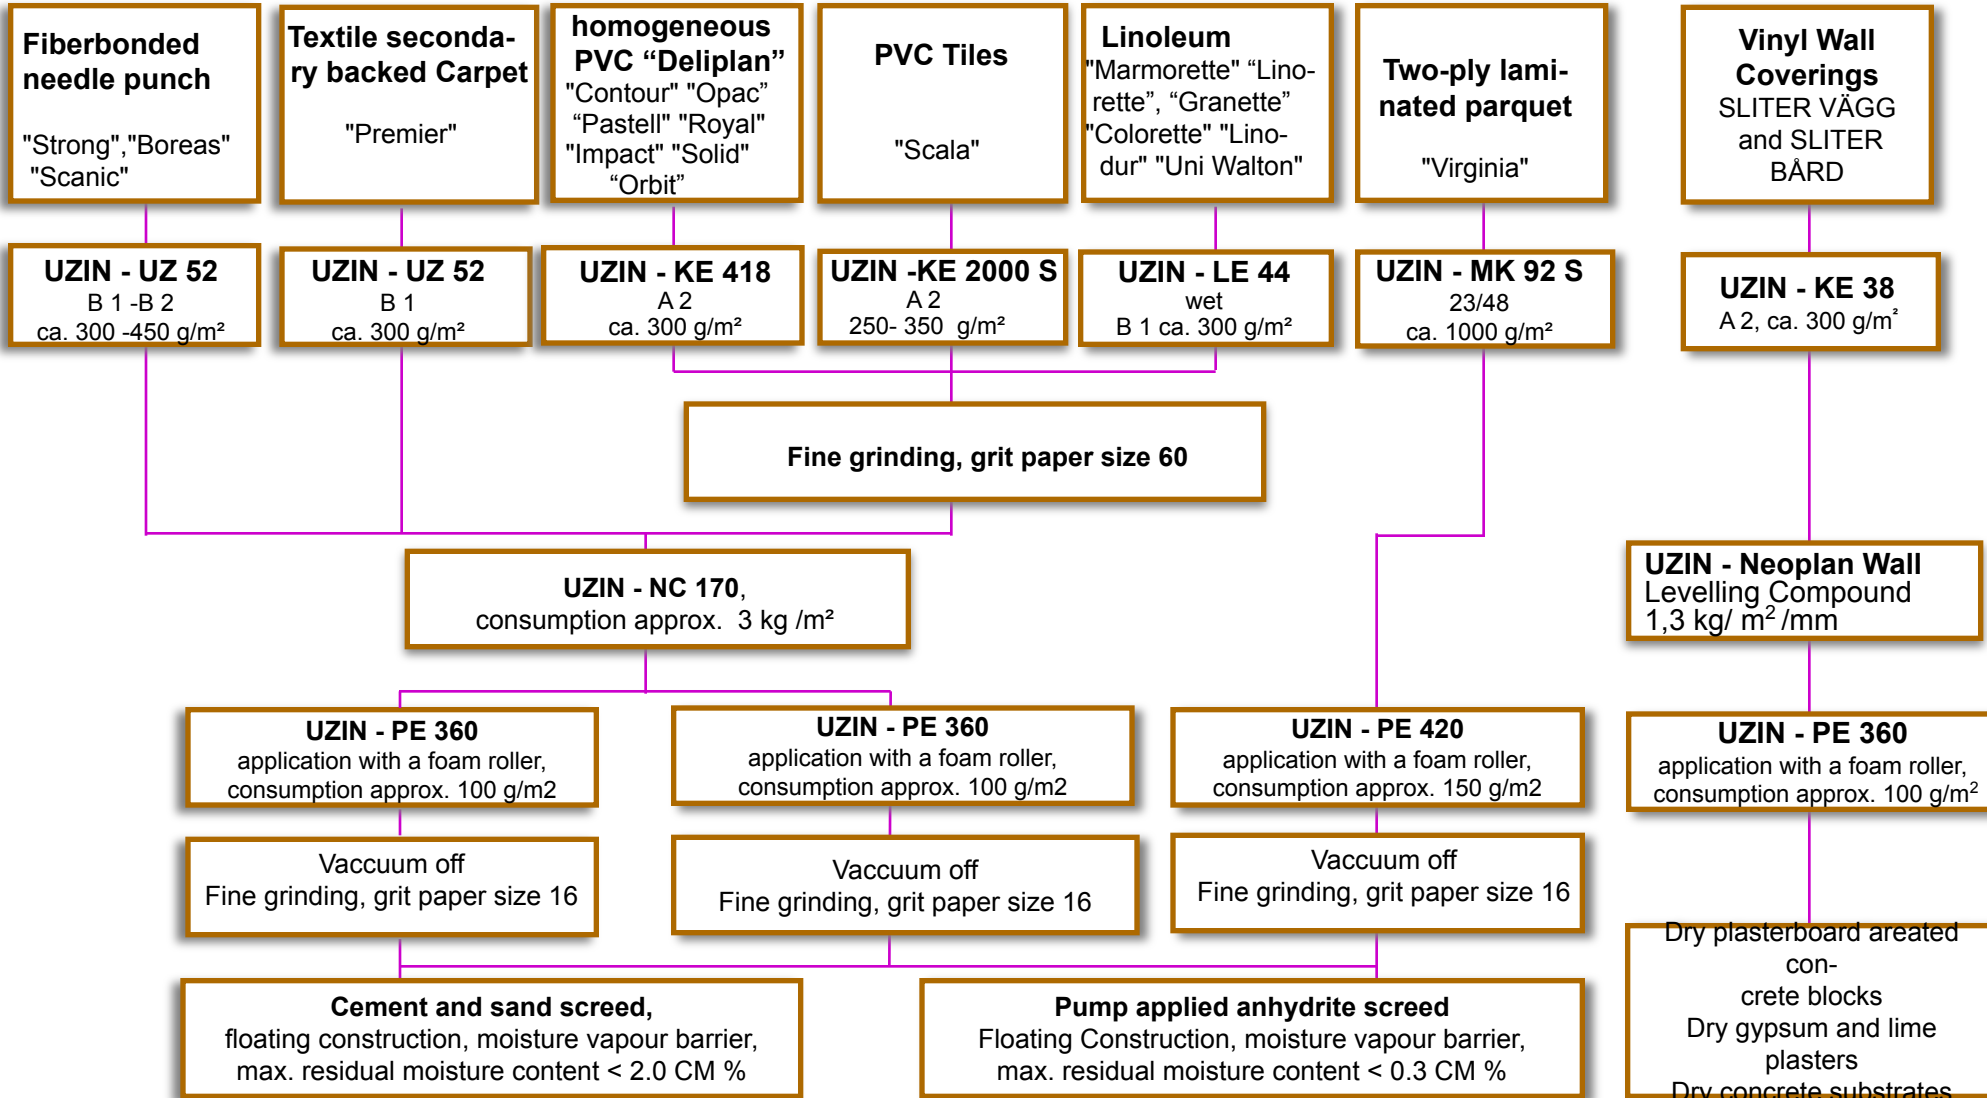 Fiberbonded
needle punch
"Strong","Boreas"
"Scanic"
Textile seconda-
ry backed Carpet
"Premier"
homogeneous
PVC “Deliplan”
"Contour" "Opac”
“Pastell" "Royal"
"Impact" "Solid"
“Orbit”
PVC Tiles
"Scala"
Linoleum
"Marmorette" “Lino-
rette”, “Granette”
"Colorette" "Lino-
dur" "Uni Walton"
Two-ply lami-
nated parquet
"Virginia"
Vinyl Wall
Coverings
SLITER VÄGG
and SLITER
BÅRD
UZIN - UZ 52
B 1 -B 2
ca. 300 -450 g/m²
UZIN - UZ 52
B 1
ca. 300 g/m²
UZIN - KE 418
A 2
ca. 300 g/m²
UZIN -KE 2000 S
A 2
250- 350 g/m²
UZIN - LE 44
wet
B 1 ca. 300 g/m²
UZIN - MK 92 S
23/48
ca. 1000 g/m²
UZIN - KE 38
A 2, ca. 300 g/m²
Fine grinding, grit paper size 60
UZIN - NC 170,
consumption approx. 3 kg /m²
UZIN - Neoplan Wall
Levelling Compound
1,3 kg/ m² /mm
UZIN - PE 360
application with a foam roller,
consumption approx. 100 g/m2
UZIN - PE 360
application with a foam roller,
consumption approx. 100 g/m2
UZIN - PE 420
application with a foam roller,
consumption approx. 150 g/m2
UZIN - PE 360
application with a foam roller,
consumption approx. 100 g/m²
Vaccuum off
Fine grinding, grit paper size 16
Vaccuum off
Fine grinding, grit paper size 16
Vaccuum off
Fine grinding, grit paper size 16
Cement and sand screed,
floating construction, moisture vapour barrier,
max. residual moisture content < 2.0 CM %
Pump applied anhydrite screed
Floating Construction, moisture vapour barrier,
max. residual moisture content < 0.3 CM %
Dry plasterboard areated
con-
crete blocks
Dry gypsum and lime
plasters
Dry concrete substrates